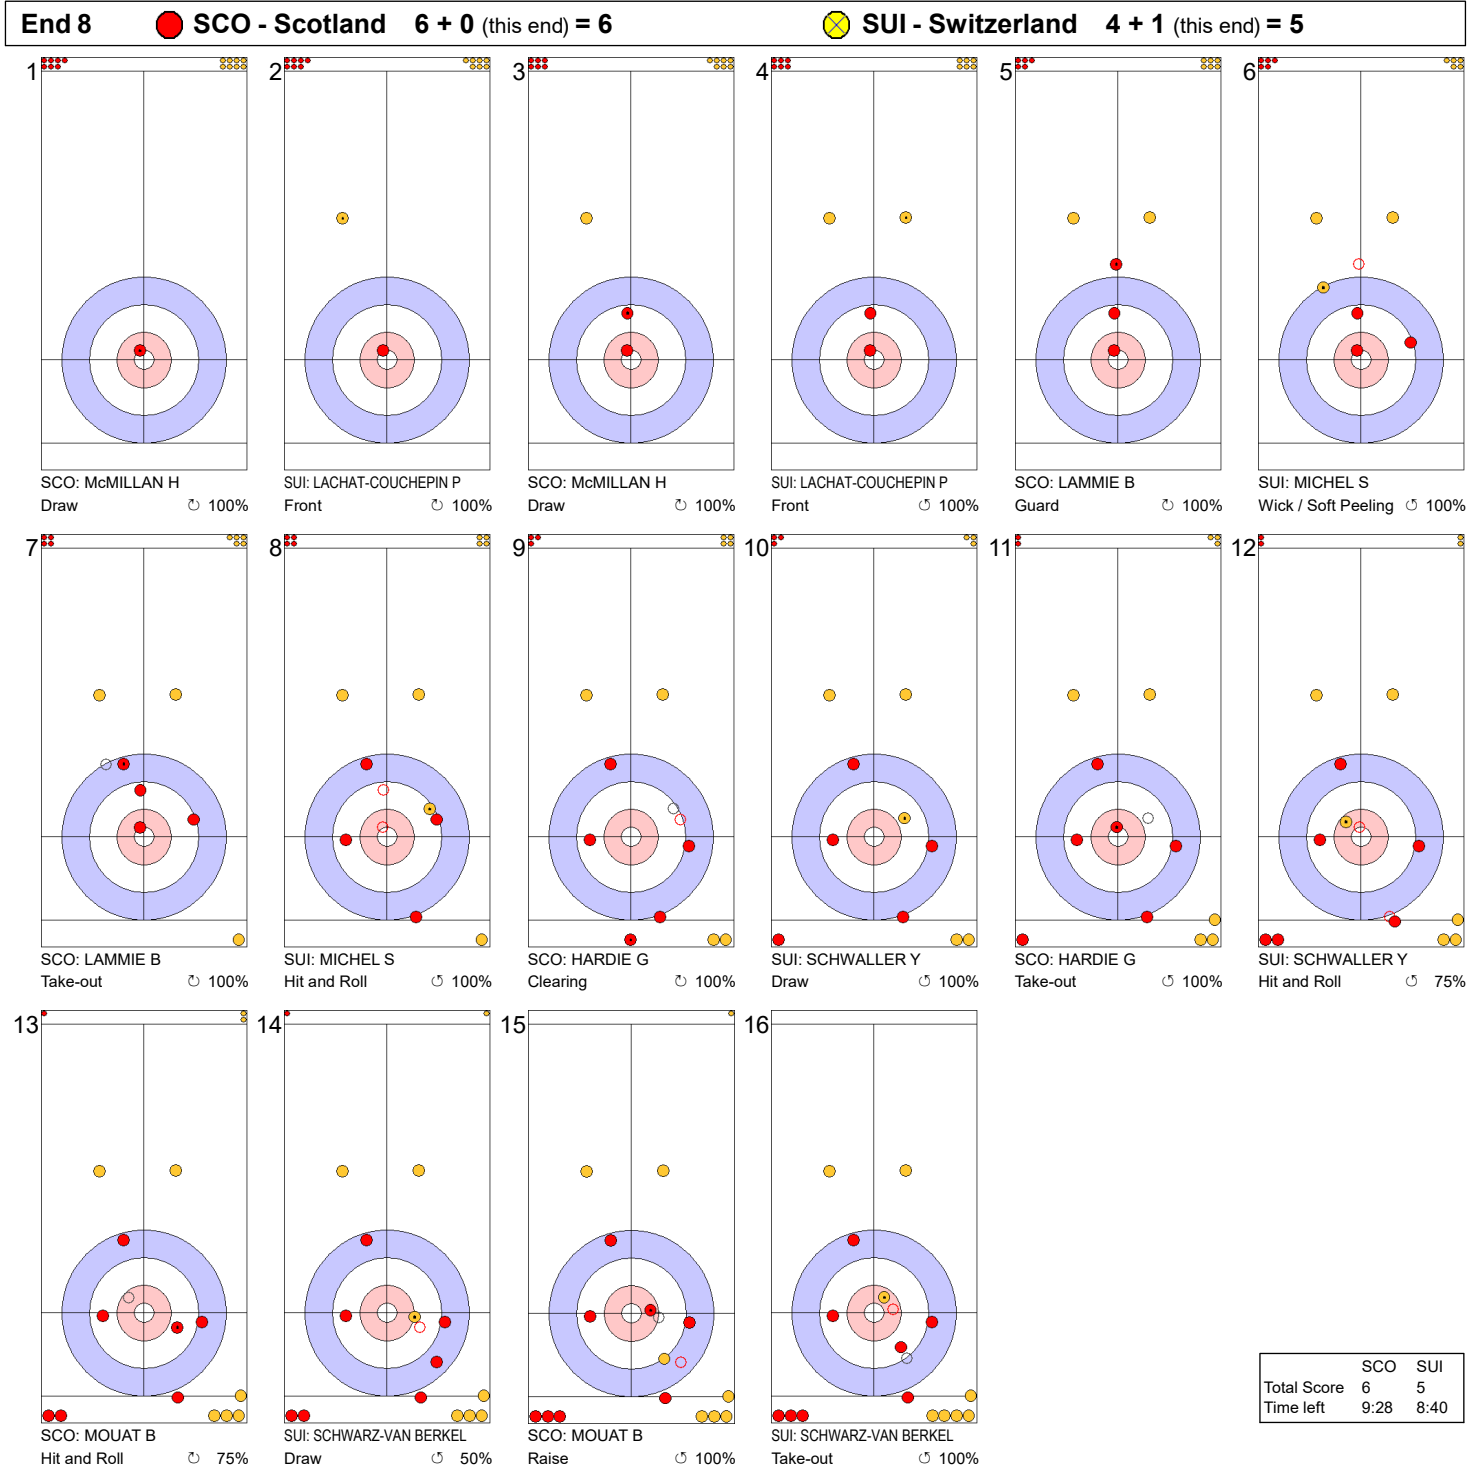 End 8 SCO - Scotland 6 + 0 (this end) = 6 SUI - Switzerland 4 + 1 (this end) = 5
1 2 3 4 5 6
SCO: McMILLAN H SUI: LACHAT-COUCHEPIN P SCO: McMILLAN H SUI: LACHAT-COUCHEPIN P SCO: LAMMIE B SUI: MICHEL S
Draw ↻ 100% Front ↻ 100% Draw ↻ 100% Front ↺ 100% Guard ↻ 100% Wick / Soft Peeling ↺ 100%
7 8 9 10 11 12
SCO: LAMMIE B SUI: MICHEL S SCO: HARDIE G SUI: SCHWALLER Y SCO: HARDIE G SUI: SCHWALLER Y
Take-out ↻ 100% Hit and Roll ↻ 100% Clearing ↻ 100% Draw ↺ 100% Take-out ↺ 100% Hit and Roll ↺ 75%
13 14 15 16
SCO: MOUAT B SUI: SCHWARZ-VAN BERKEL SCO: MOUAT B SUI: SCHWARZ-VAN BERKEL
Hit and Roll ↻ 75% Draw ↺ 50% Raise ↺ 100% Take-out ↺ 100%
SCO SUI
Total Score 6 5
Time left 9:28 8:40